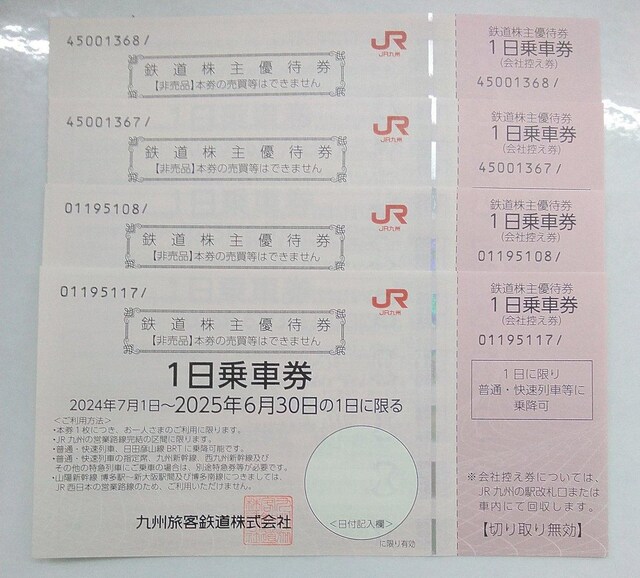 45001368/
JR
JR九州
鉄道株主優待券
【非売品】本券の売買等はできません
鉄道株主優待券
1日乗車券
(会社控え券)
45001368/
45001367/
JR
JR九州
鉄道株主優待券
【非売品】本券の売買等はできません
鉄道株主優待券
1日乗車券
(会社控え券)
45001367/
01195108/
JR
JR九州
鉄道株主優待券
【非売品】本券の売買等はできません
鉄道株主優待券
1日乗車券
(会社控え券)
01195108/
01195117/
JR
JR九州
鉄道株主優待券
【非売品】本券の売買等はできません
1日乗車券
2024年7月1日〜2025年6月30日の1日に限る
<ご利用方法>
・本券1枚につき、お一人さまのご利用に限ります。
・JR九州の営業路線完結の区間に限ります。
・普通・快速列車、日田彦山線BRTに乗降可能です。
・普通・快速列車の指定席、九州新幹線、西九州新幹線及び
その他の特急列車にご乗車の場合は、別途特急券等が必要です。
・山陽新幹線 博多駅〜新大阪駅間及び博多南線につきましては、
JR西日本の営業路線のため、ご利用いただけません。
九州旅客鉄道株式会社
<日付記入欄>
に限り有効
鉄道株主優待券
1日乗車券
(会社控え券)
01195117/
1日に限り
普通・快速列車等に
乗降可
※会社控え券については、
JR九州の駅改札口または
車内にて回収します。
【切り取り無効】